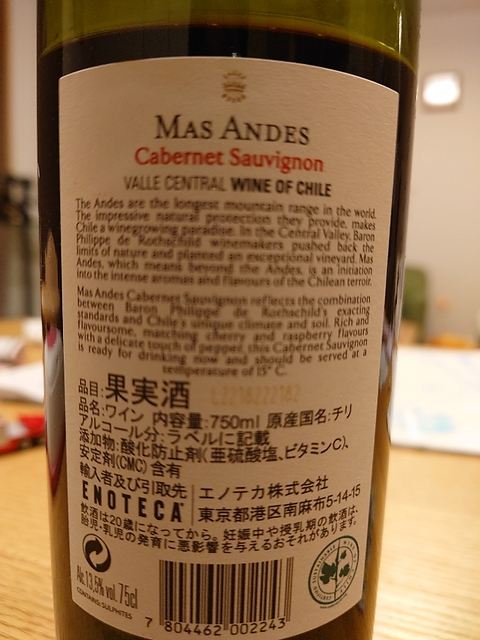 MAS ANDES
Cabernet Sauvignon
VALLE CENTRAL WINE OF CHILE
The Andes are the longest mountain range in the world.
The impressive natural protection they provide, makes
Chile a winegrowing paradise. In the Central Valley, Baron
Philippe de Rothschild winemakers pushed back the
limits of nature and planted an exceptional vineyard. Mas
Andes, which means beyond the Andes, is an initiation
into the intense aromas and flavours of the Chilean terroir.
Mas Andes Cabernet Sauvignon reflects the combination
between Baron Philippe de Rothschild's exacting
standards and Chile's unique climate and soil. Rich and
flavoursome, matching cherry and raspberry flavours
with a delicate touch of pepper, this Cabernet Sauvignon
is ready for drinking now and should be served at a
temperature of 15° C.
品目:果実酒 L2218222182
品名:ワイン 内容量:750ml 原産国名:チリ
アルコール分:ラベルに記載
添加物:酸化防止剤(亜硫酸塩、ビタミンC)、
安定剤(CMC)含有
輸入者及び引取先
ENOTECA エノテカ株式会社
東京都港区南麻布5-14-15
飲酒は20歳になってから。妊娠中や授乳期の飲酒は、
胎児・乳児の発育に悪影響を与えるおそれがあります。
Alc.13,5% vol. 75cl
CONTAINS: SULPHITES
7 804462 002243